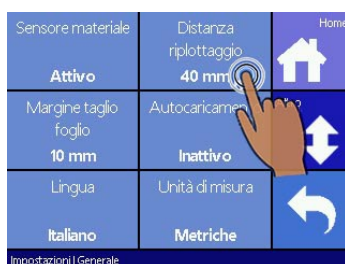 Sensore materiale
Attivo
Distanza
riplottaggio
40 mm
Home
Margine taglio
foglio
10 mm
Autocaricamen
Inattivo
Lingua
Italiano
Unità di misura
Metriche
Impostazioni | Generale